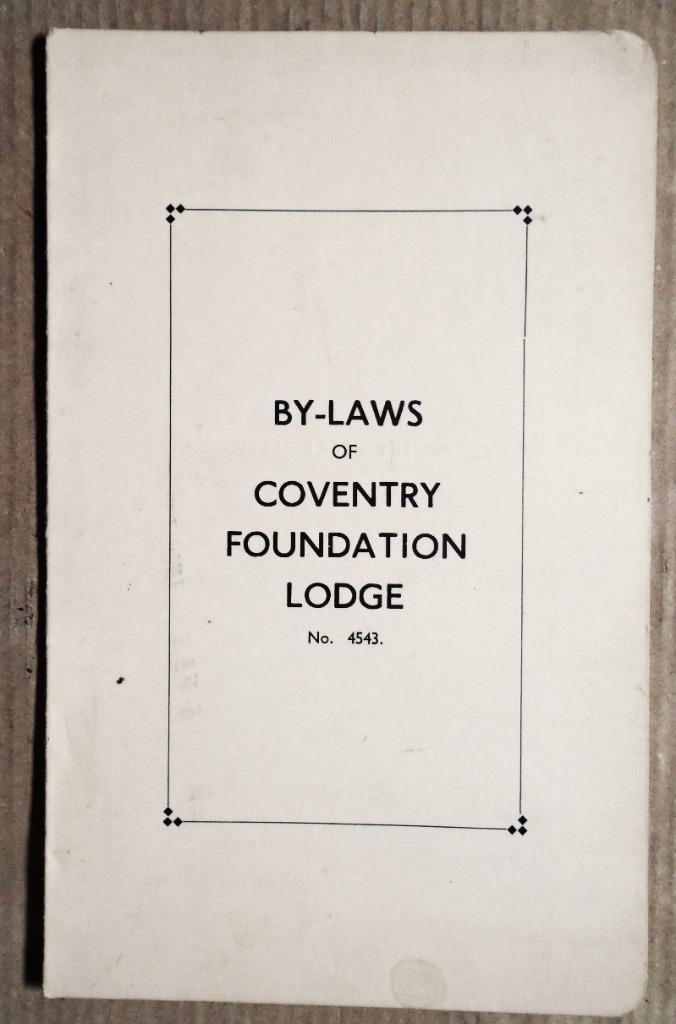 BY-LAWS
OF
COVENTRY
FOUNDATION
LODGE
No. 4543.